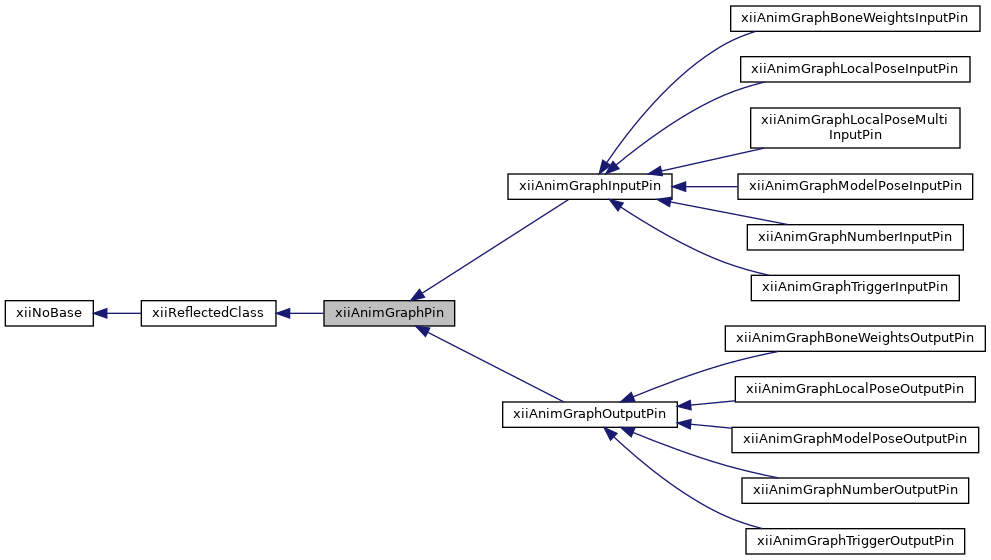 xiiAnimGraphBoneWeightsInputPin
xiiAnimGraphLocalPoseInputPin
xiiAnimGraphLocalPoseMulti
InputPin
xiiAnimGraphInputPin
xiiAnimGraphModelPoseInputPin
xiiAnimGraphNumberInputPin
xiiAnimGraphTriggerInputPin
xiiNoBase
xiiReflectedClass
xiiAnimGraphPin
xiiAnimGraphBoneWeightsOutputPin
xiiAnimGraphLocalPoseOutputPin
xiiAnimGraphOutputPin
xiiAnimGraphModelPoseOutputPin
xiiAnimGraphNumberOutputPin
xiiAnimGraphTriggerOutputPin